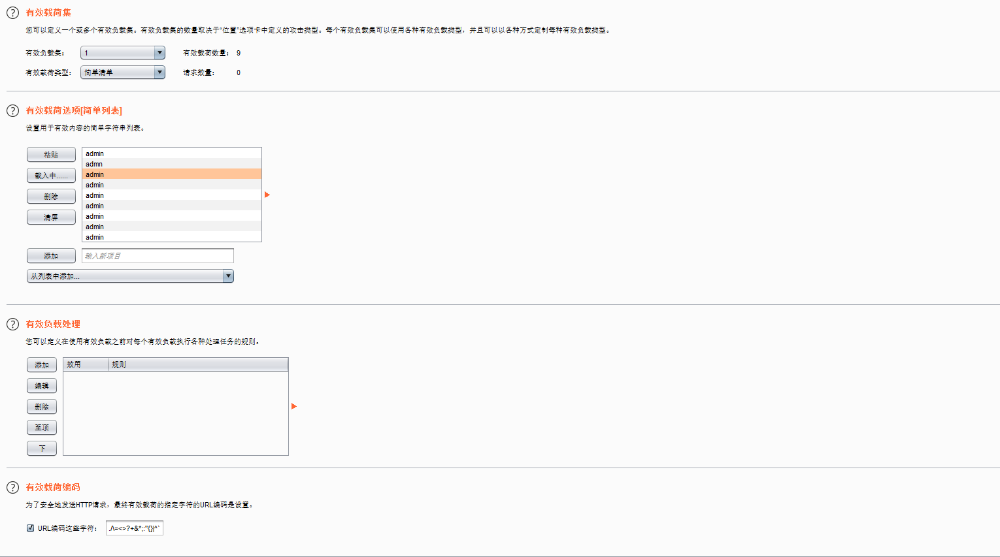 有效载荷集
您可以定义一个或多个有效负载集。有效负载集的数量取决于“位置”选项卡中定义的攻击类型。每个有效负载集可以使用各种有效负载类型，并且可以以各种方式定制每种有效负载类型。
有效负载集： 1 有效载荷数量： 9
有效载荷类型： 简单清单 请求数量： 0
有效载荷选项[简单列表]
设置用于有效内容的简单字符串列表。
粘贴
载入中......
删除
清屏
admin
admn
admin
admin
admin
admin
admin
admin
admin
添加 输入新项目
从列表中添加...
有效负载处理
您可以定义在使用有效负载之前对每个有效负载执行各种处理任务的规则。
添加
编辑
删除
至顶
下
效用 规则
有效载荷编码
为了安全地发送HTTP请求，最终有效载荷的指定字符的URL编码是设置。
URL编码这些字符： ./\=<>?+&*;:"{}|^`